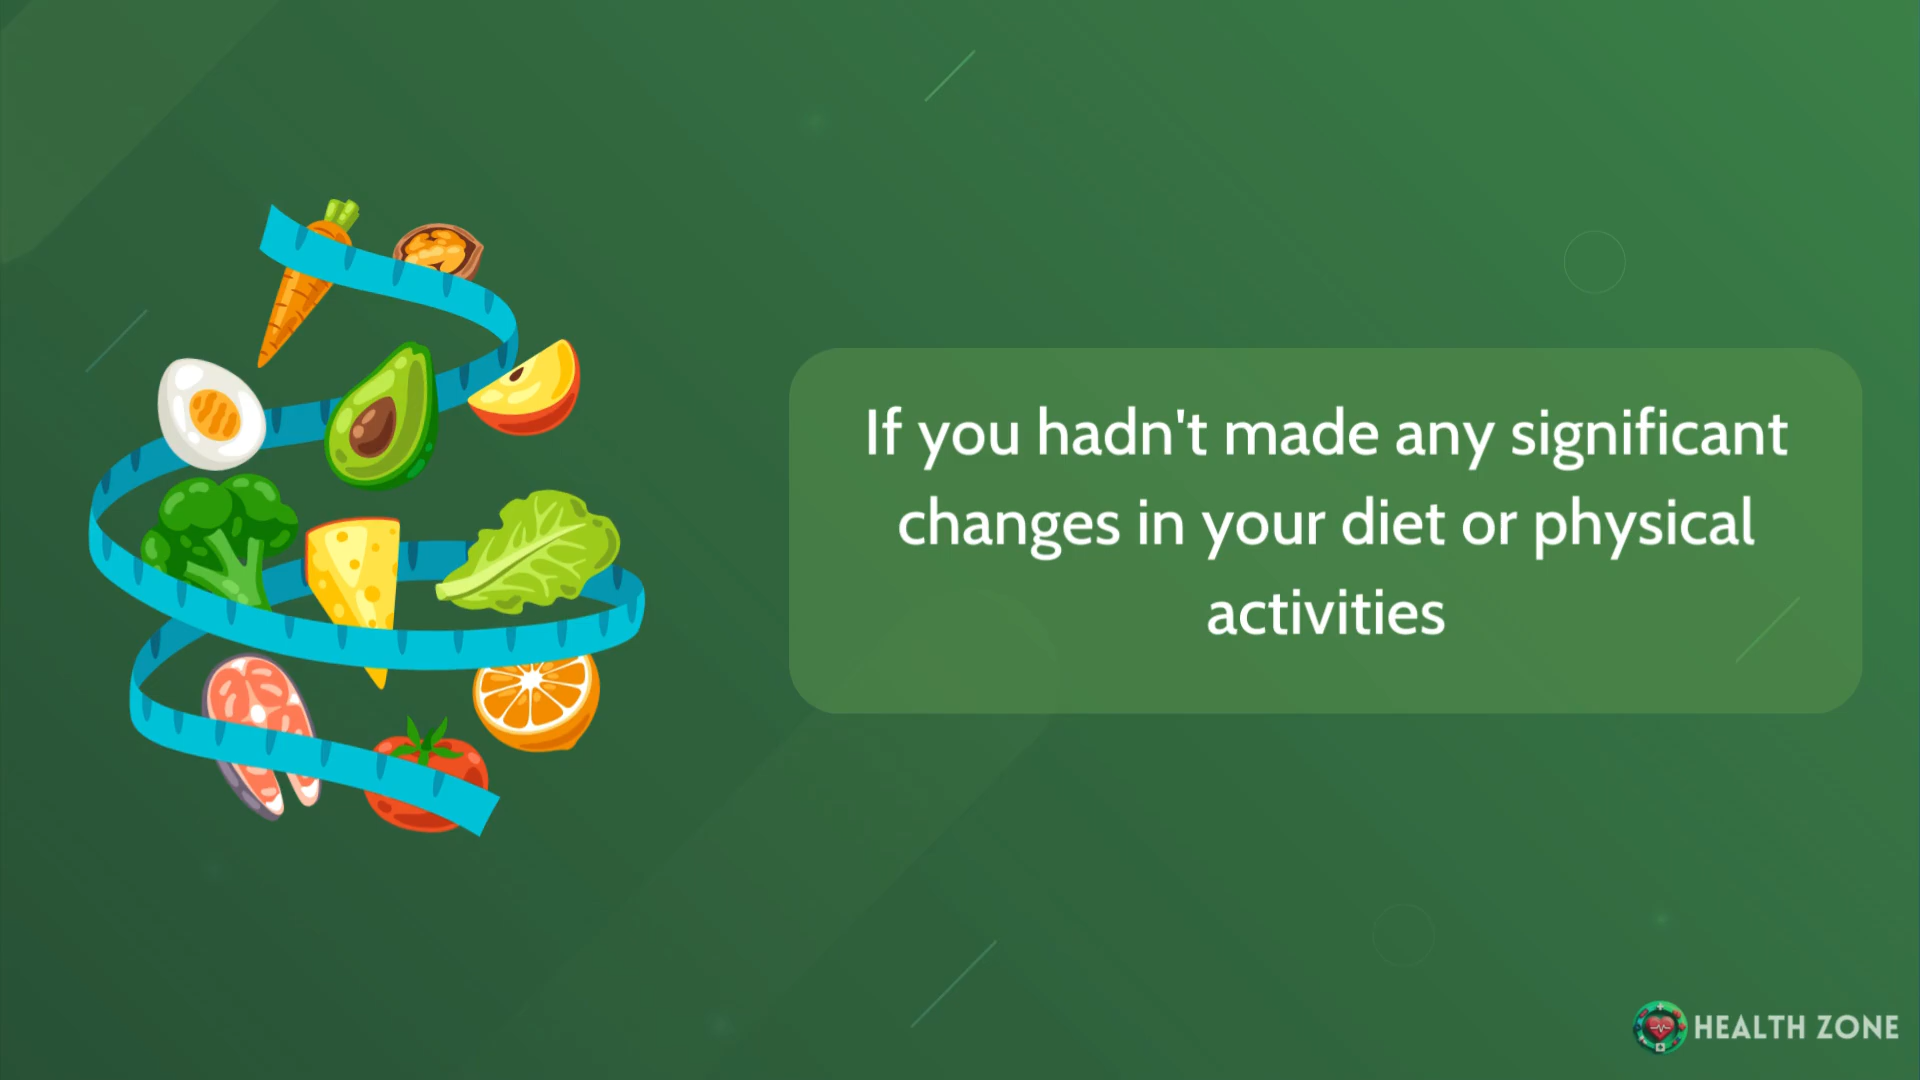 If you hadn't made any significant
changes in your diet or physical
activities
HEALTH ZONE